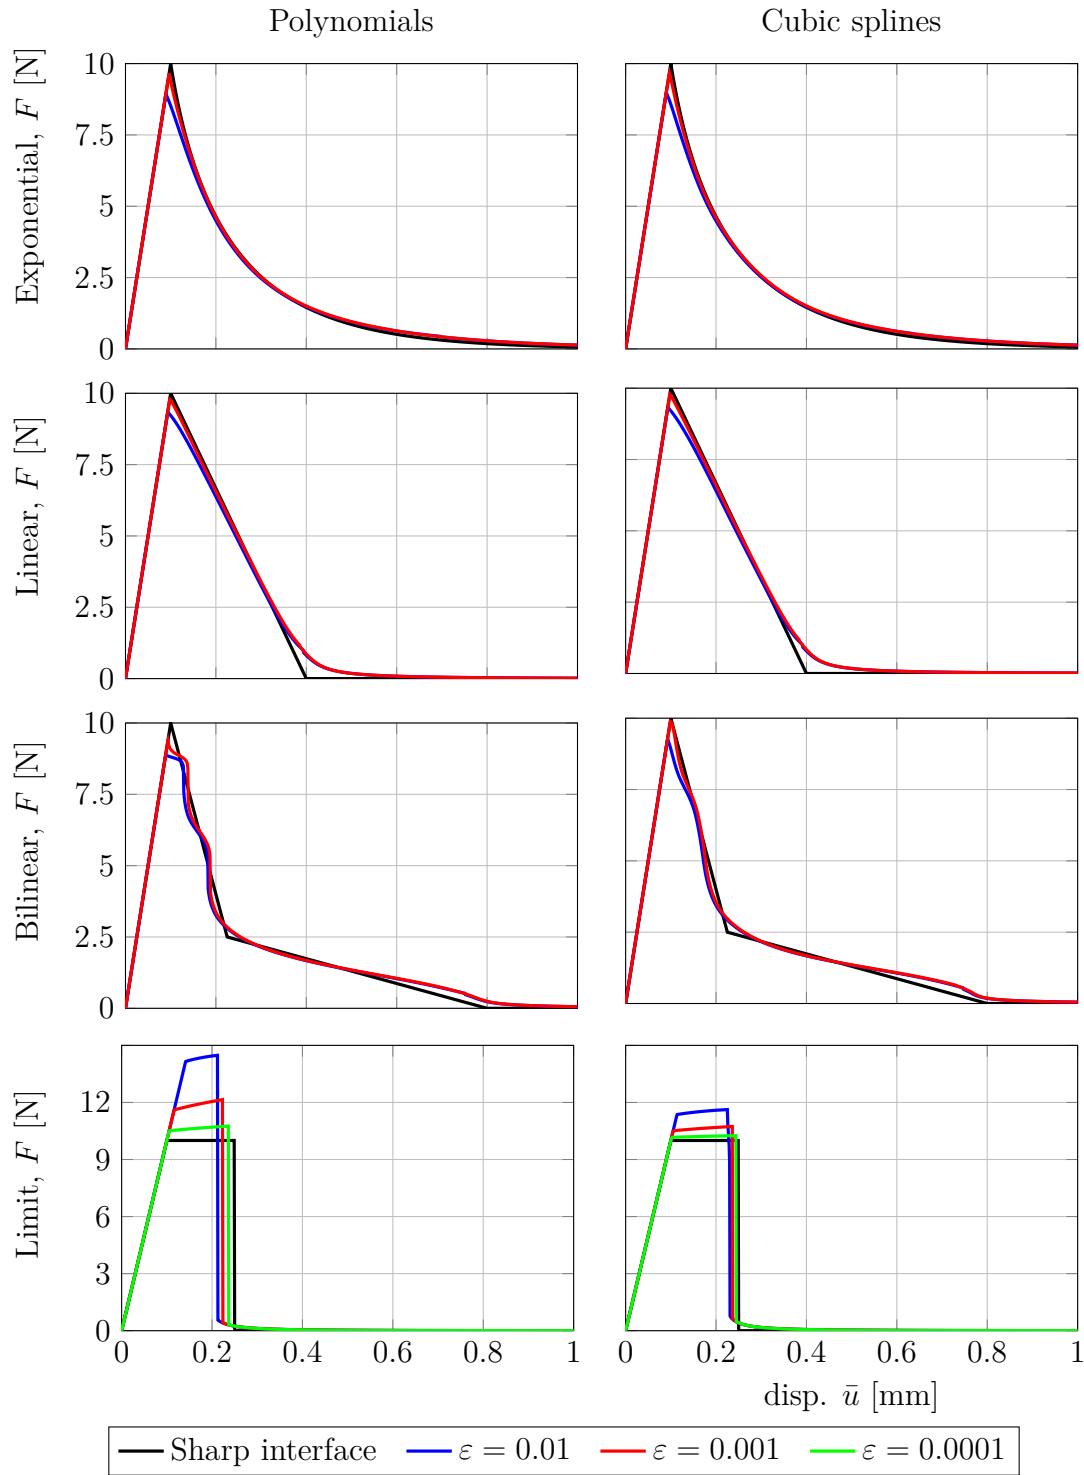 Polynomials Cubic splines
Exponential, F [N]
10
7.5
5
2.5
0
Linear, F [N]
10
7.5
5
2.5
0
Bilinear, F [N]
10
7.5
5
2.5
0
Limit, F [N]
12
9
6
3
0
0 0.2 0.4 0.6 0.8 1 0 0.2 0.4 0.6 0.8 1
disp. ū [mm]
Sharp interface ε = 0.01 ε = 0.001 ε = 0.0001